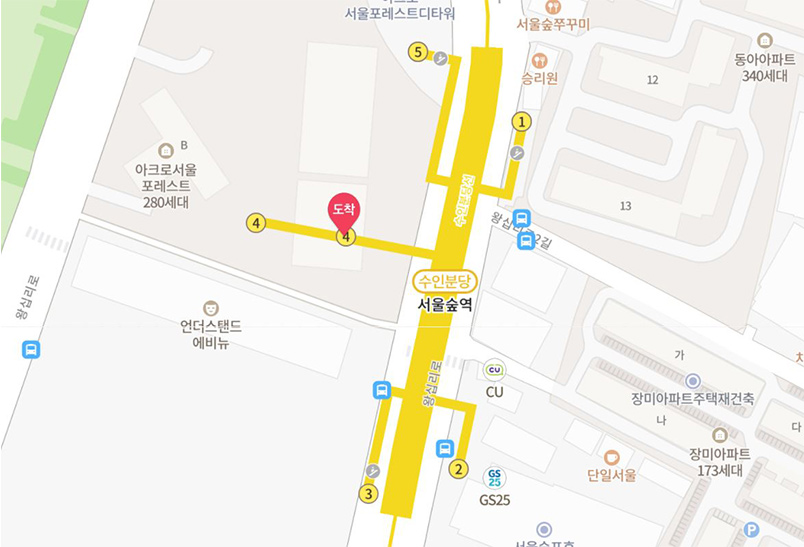 서울포레스트디타워
5
서울숲쭈꾸미
승리원
12
동아아파트
340세대
1
B
아크로서울
포레스트
280세대
도착
4
4
수인분당선
13
수인분당
서울숲역
왕십리로
언더스탠드
에비뉴
왕십리로
CU
CU
가
장미아파트주택재건축
나
다
장미아파트
173세대
단일서울
2
3
GS
25
GS25
P